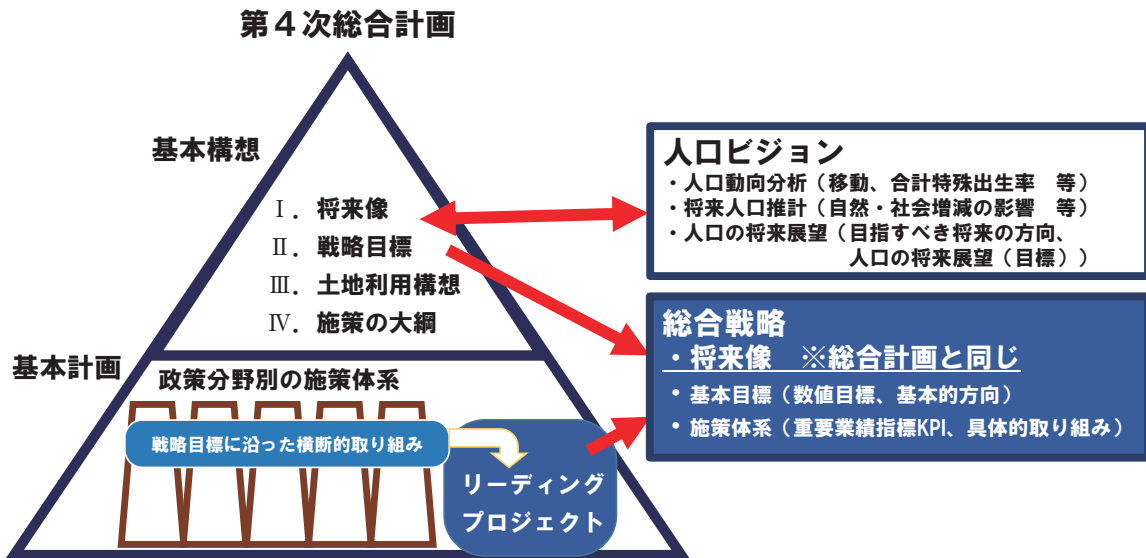 第４次総合計画
基本構想
Ⅰ．将来像
Ⅱ．戦略目標
Ⅲ．土地利用構想
Ⅳ．施策の大綱
基本計画
政策分野別の施策体系
戦略目標に沿った横断的取り組み
リーディング
プロジェクト
人口ビジョン
・人口動向分析（移動、合計特殊出生率　等）
・将来人口推計（自然・社会増減の影響　等）
・人口の将来展望（目指すべき将来の方向、
人口の将来展望（目標））
総合戦略
・将来像　※総合計画と同じ
・基本目標（数値目標、基本的方向）
・施策体系（重要業績指標KPI、具体的取り組み）